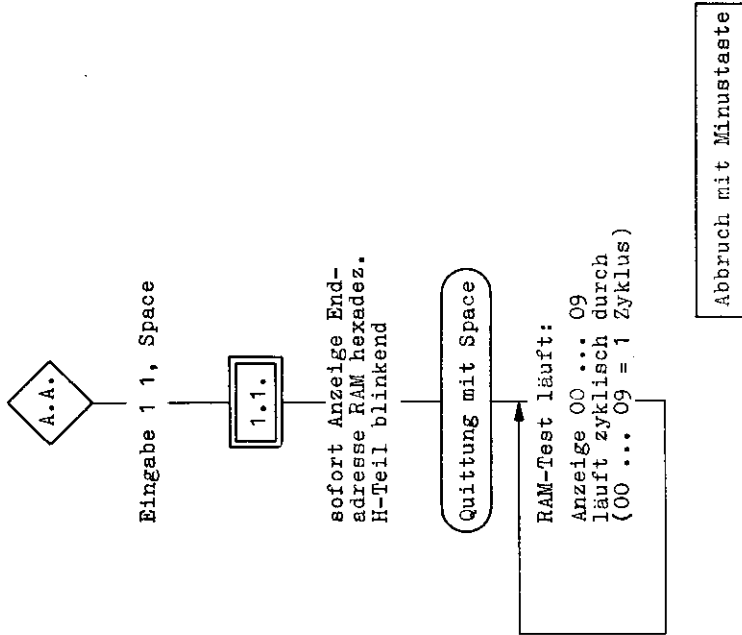 A.A.
Eingabe 1 1, Space
1.1.
sofort Anzeige End-
adresse RAM hexadez.
H-Teil blinkend
Quittung mit Space
RAM-Test läuft:
Anzeige 00 ... 09
läuft zyklisch durch
(00 ... 09 = 1 Zyklus)
Abbruch mit Minustaste